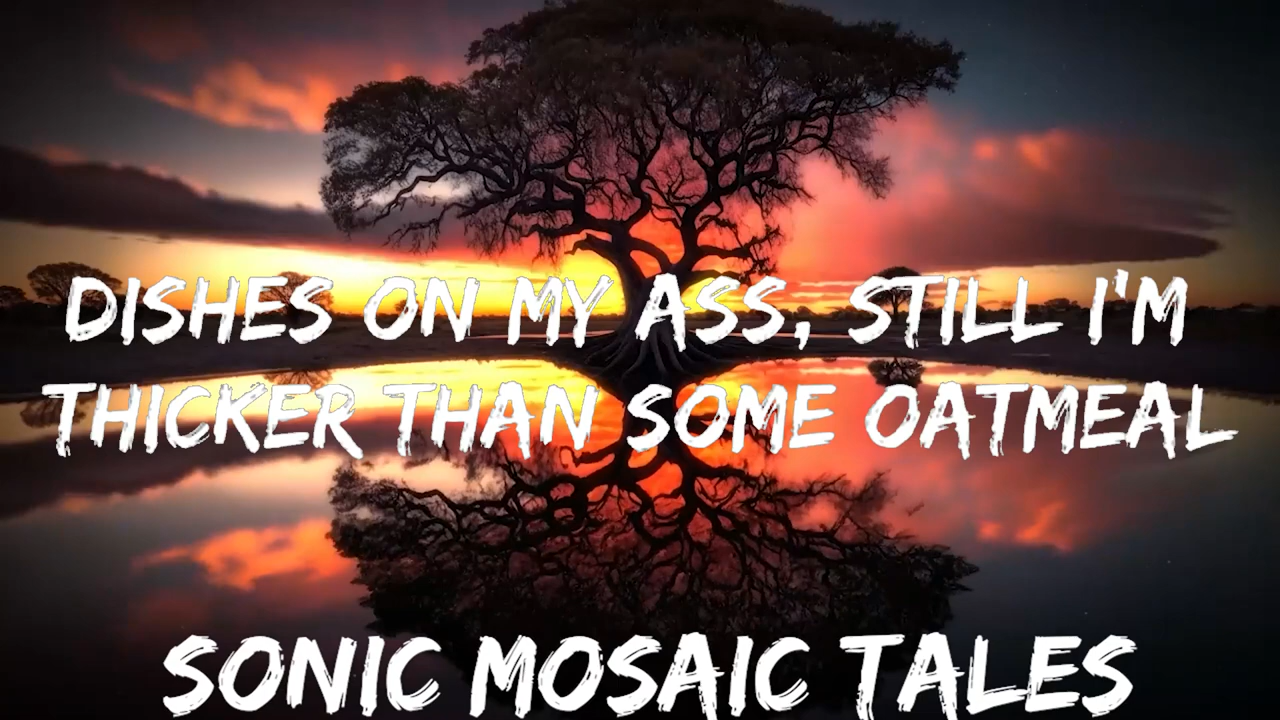 DISHES ON MY ASS, STILL I'M
THICKER THAN SOME OATMEAL
SONIC MOSAIC TALES